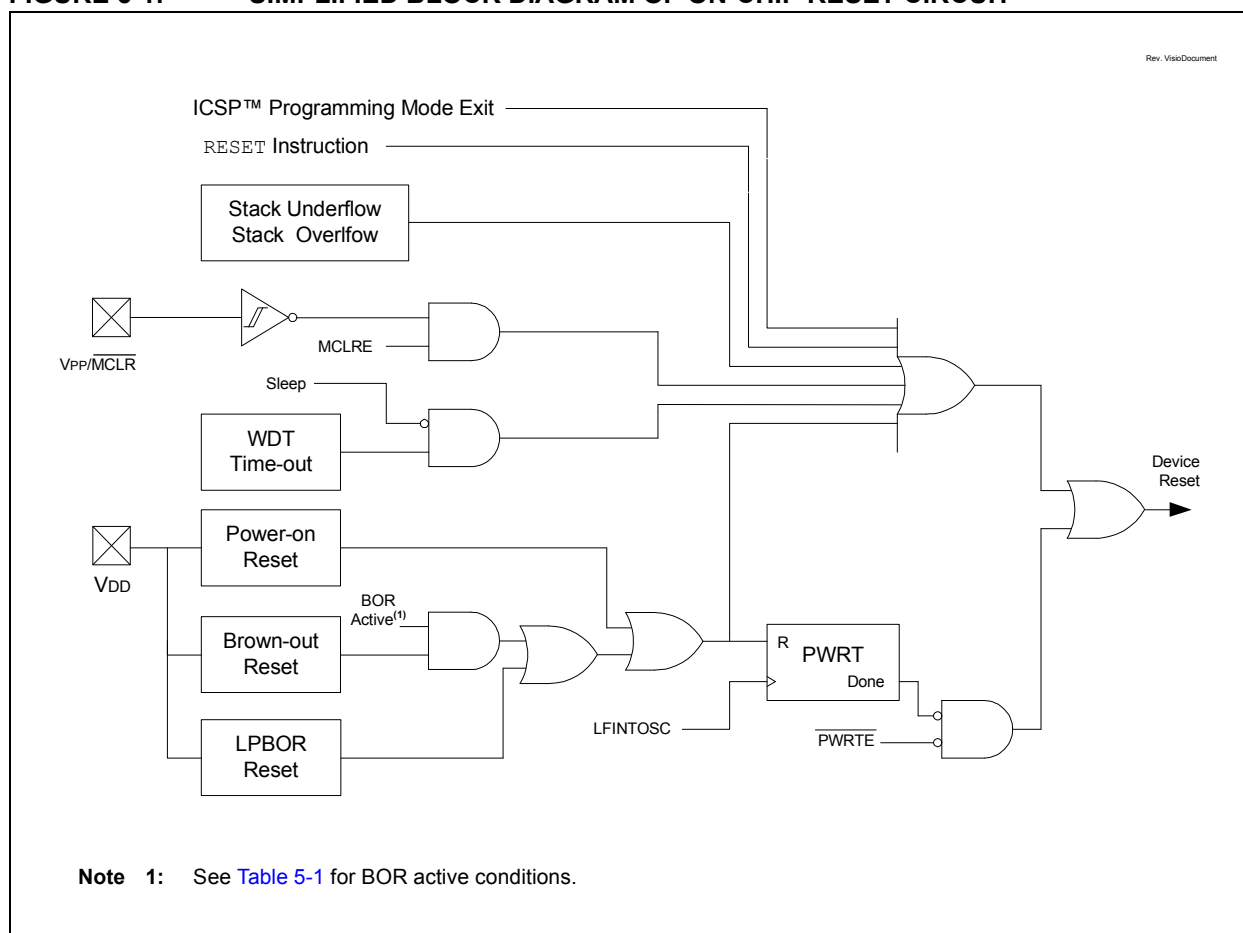 Rev. VisioDocument
ICSP™ Programming Mode Exit
RESET Instruction
Stack Underflow
Stack Overlfow
VPP/MCLR
MCLRE
Sleep
WDT
Time-out
Device
Reset
VDD
Power-on
Reset
BOR
Active(1)
Brown-out
Reset
R
PWRT
Done
LFINTOSC
PWRTE
LPBOR
Reset
Note 1: See Table 5-1 for BOR active conditions.